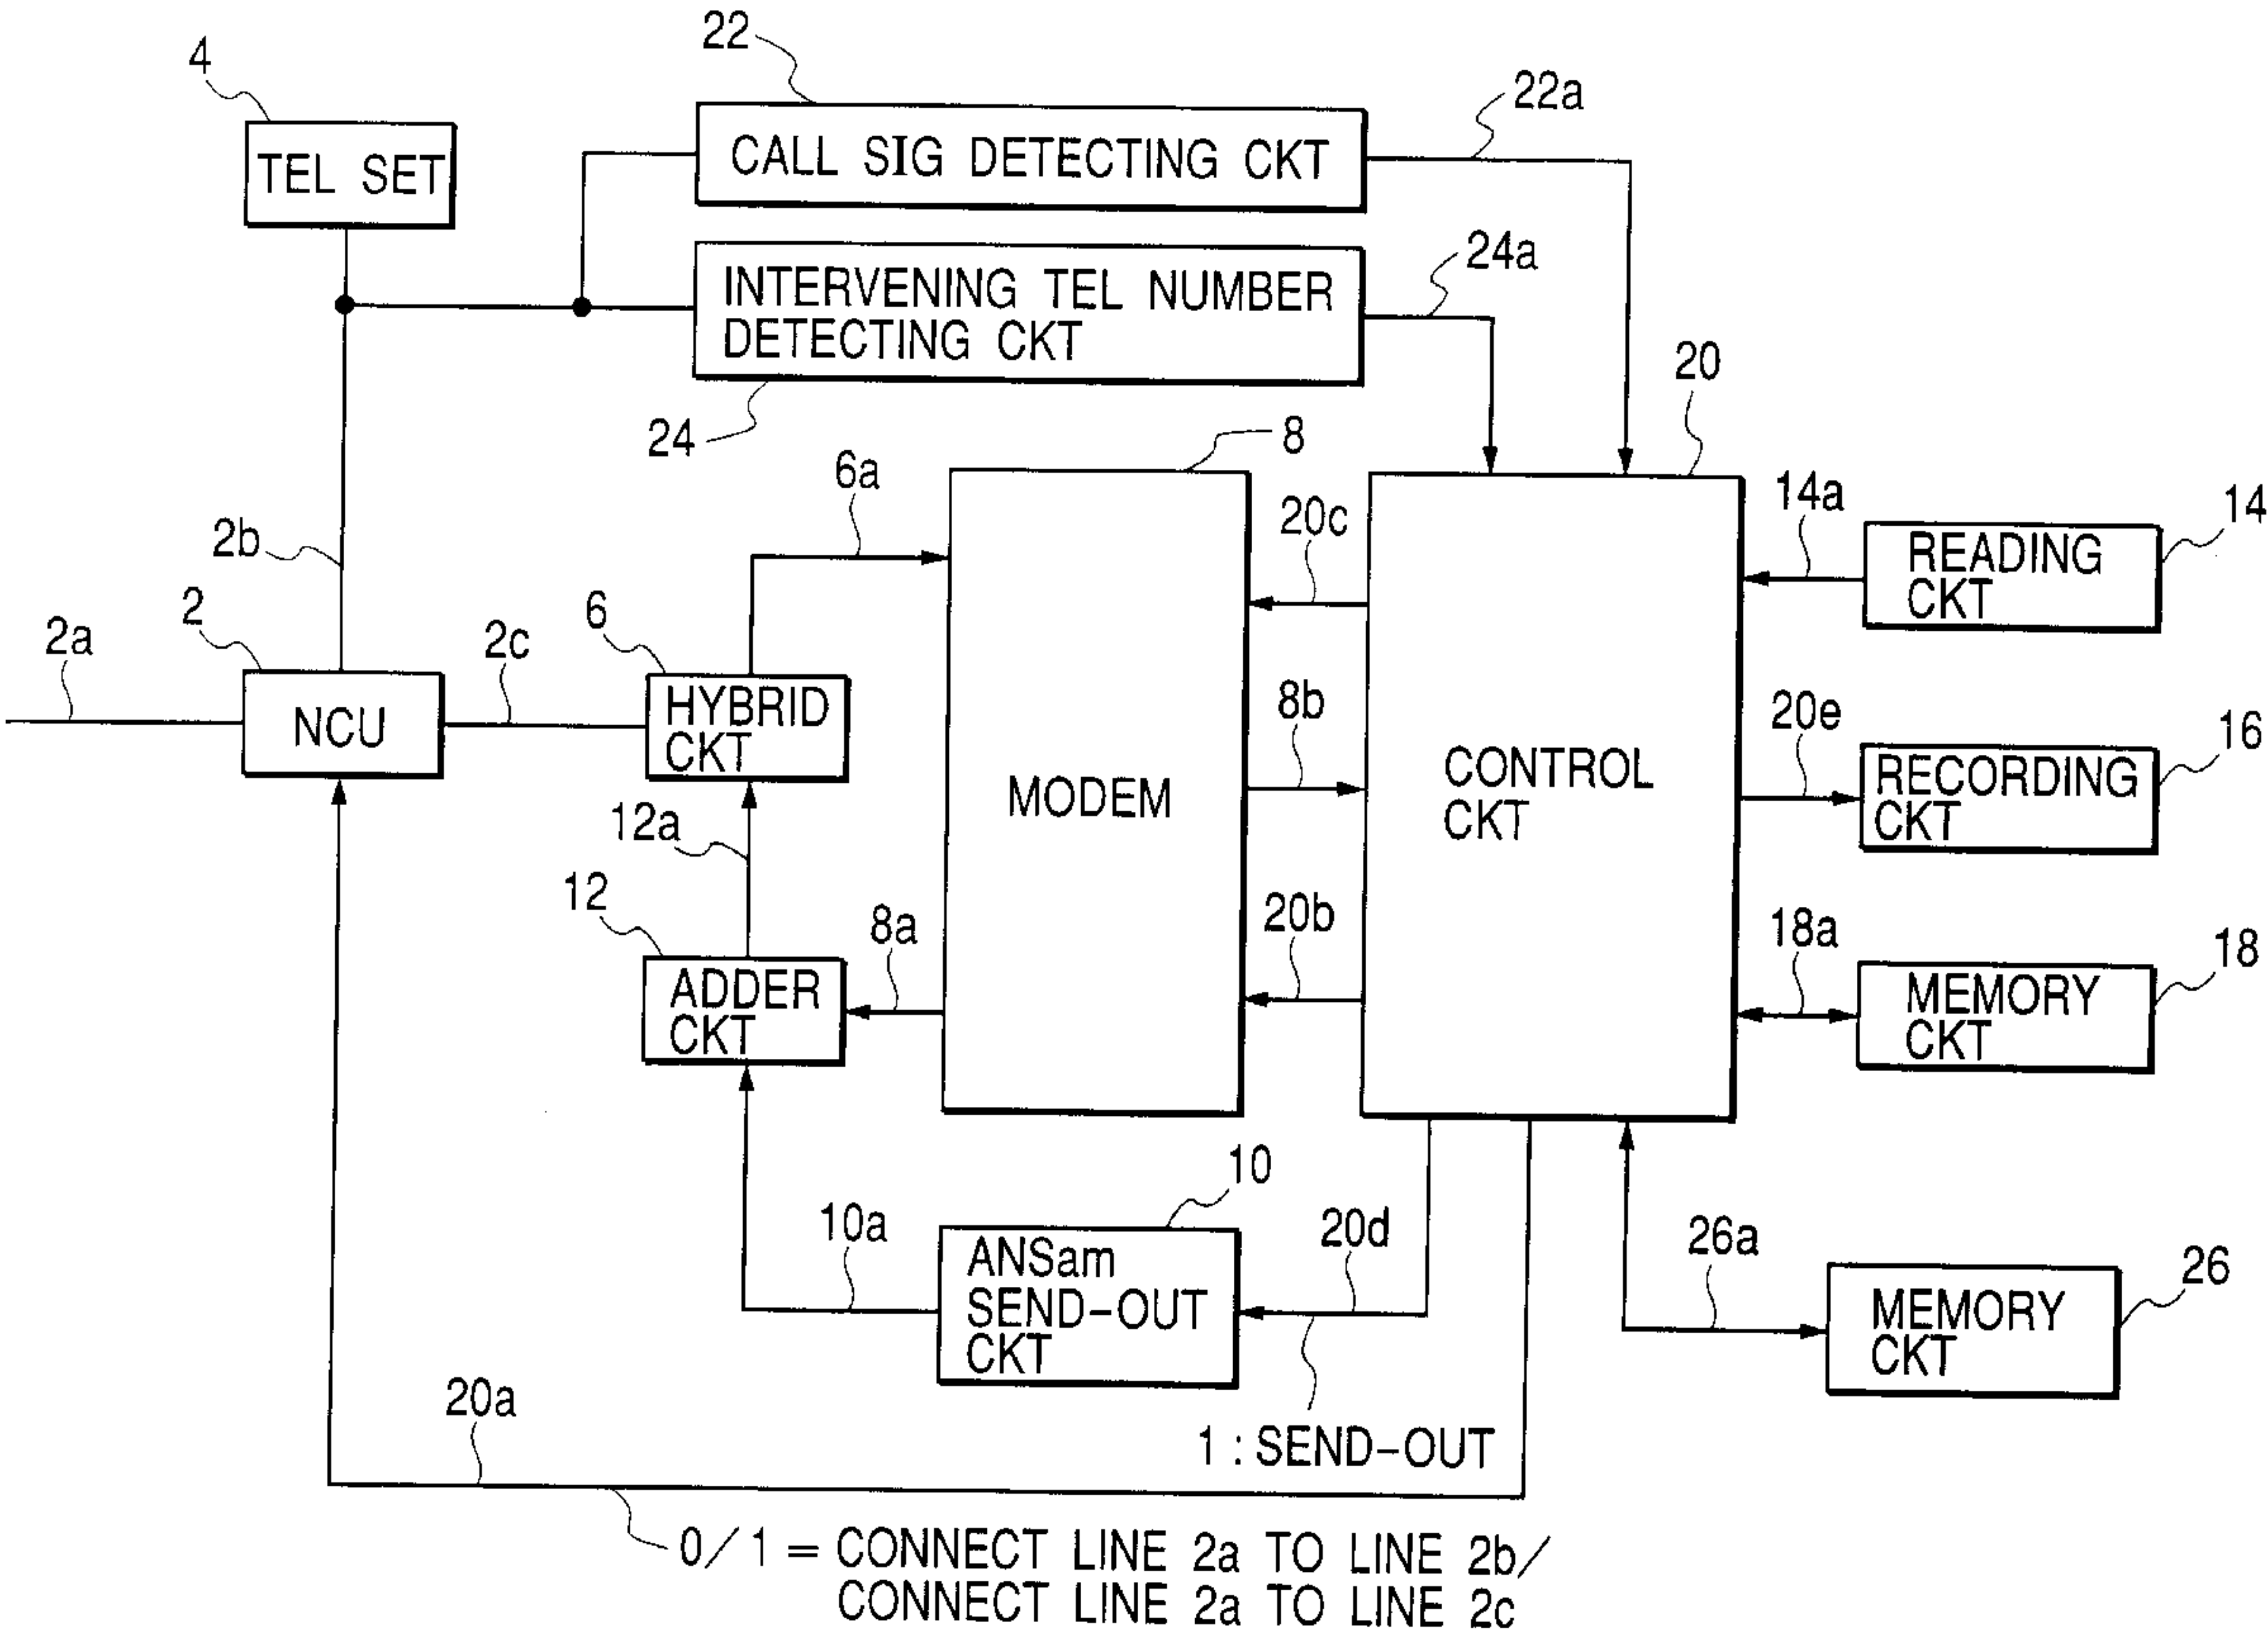 22
4
22a
CALL SIG DETECTING CKT
TEL SET
24a
INTERVENING TEL NUMBER
DETECTING CKT
20
24
8
6a
14a
14
20c
2b
READING
CKT
2
6
2a
2c
8b
20e
16
HYBRID
CKT
NCU
CONTROL
CKT
RECORDING
CKT
MODEM
12a
12
8a
20b
18a
18
ADDER
CKT
MEMORY
CKT
10
10a
20d
26a
26
ANSam
SEND-OUT
CKT
MEMORY
CKT
20a
1 : SEND-OUT
0/1 = CONNECT LINE 2a TO LINE 2b/
CONNECT LINE 2a TO LINE 2c